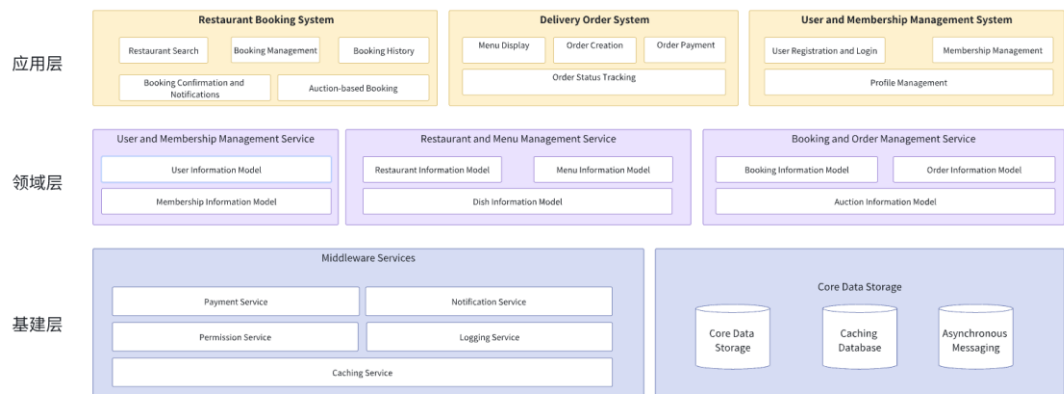 应用层
Restaurant Booking System
Restaurant Search
Booking Management
Booking History
Booking Confirmation and
Notifications
Auction-based Booking
Delivery Order System
Menu Display
Order Creation
Order Payment
Order Status Tracking
User and Membership Management System
User Registration and Login
Membership Management
Profile Management
领域层
User and Membership Management Service
User Information Model
Membership Information Model
Restaurant and Menu Management Service
Restaurant Information Model
Menu Information Model
Dish Information Model
Booking and Order Management Service
Booking Information Model
Order Information Model
Auction Information Model
基建层
Middleware Services
Payment Service
Notification Service
Permission Service
Logging Service
Caching Service
Core Data Storage
Core Data
Storage
Caching
Database
Asynchronous
Messaging